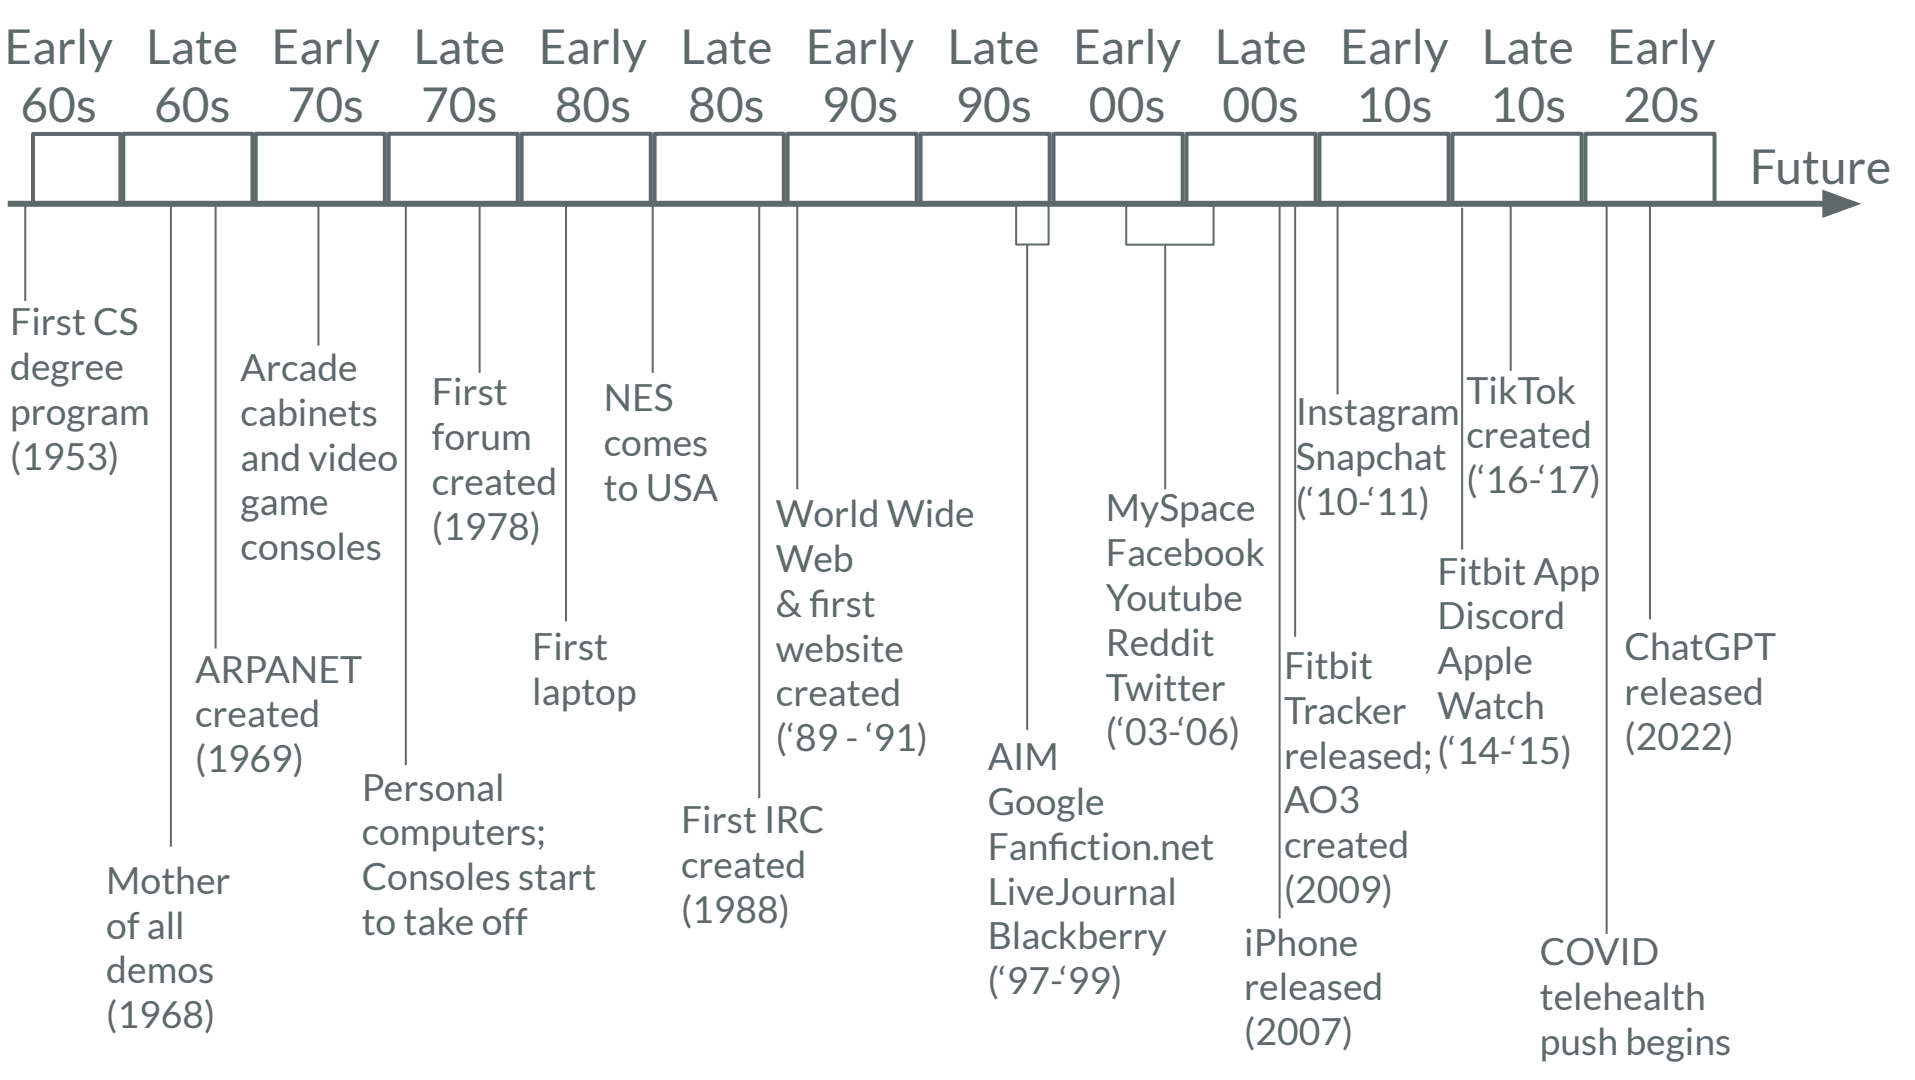 Early
60s
Late
60s
Early
70s
Late
70s
Early
80s
Late
80s
Early
90s
Late
90s
Early
00s
Late
00s
Early
10s
Late
10s
Early
20s
Future
First CS
degree
program
(1953)
Mother
of all
demos
(1968)
ARPANET
created
(1969)
Arcade
cabinets
and video
game
consoles
Personal
computers;
Consoles start
to take off
First
forum
created
(1978)
First
laptop
NES
comes
to USA
First IRC
created
(1988)
World Wide
Web
& first
website
created
(‘89 - ‘91)
AIM
Google
Fanfiction.net
LiveJournal
Blackberry
(‘97-‘99)
MySpace
Facebook
Youtube
Reddit
Twitter
(‘03-‘06)
iPhone
released
(2007)
Fitbit
Tracker
released;
AO3
created
(2009)
Instagram
Snapchat
(‘10-‘11)
Fitbit App
Discord
Apple
Watch
(‘14-‘15)
TikTok
created
(‘16-‘17)
COVID
telehealth
push begins
ChatGPT
released
(2022)